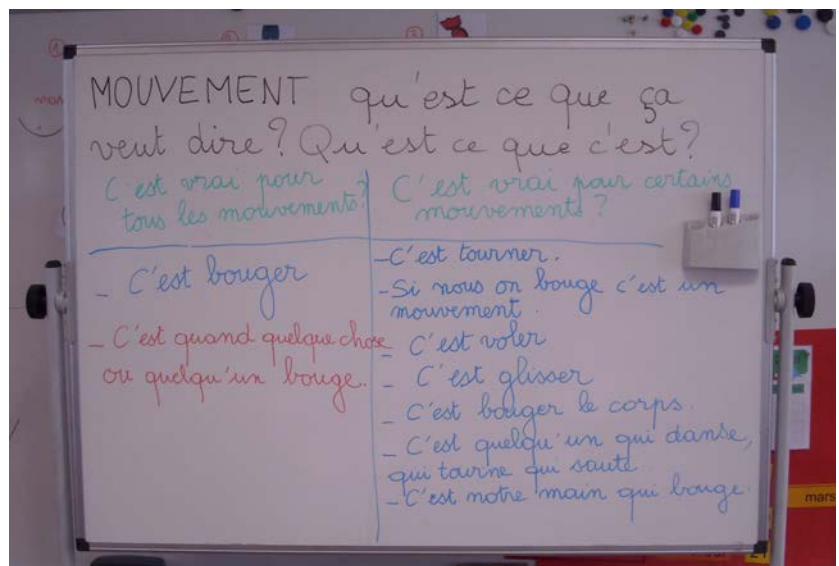 MOUVEMENT qu'est ce que ça
veut dire? Qu'est ce que c'est?
C'est vrai pour
tous les mouvements?
_ C'est bouger
_ C'est quand quelque chose
ou quelqu'un bouge.
C'est vrai pour certains
mouvements?
_ C'est tourner.
- Si nous on bouge c'est un
mouvement.
_ C'est voler
_ C'est glisser
_ C'est bouger le corps.
_ C'est quelqu'un qui danse,
qui tourne qui saute
_ C'est notre main qui bouge.
mars
21